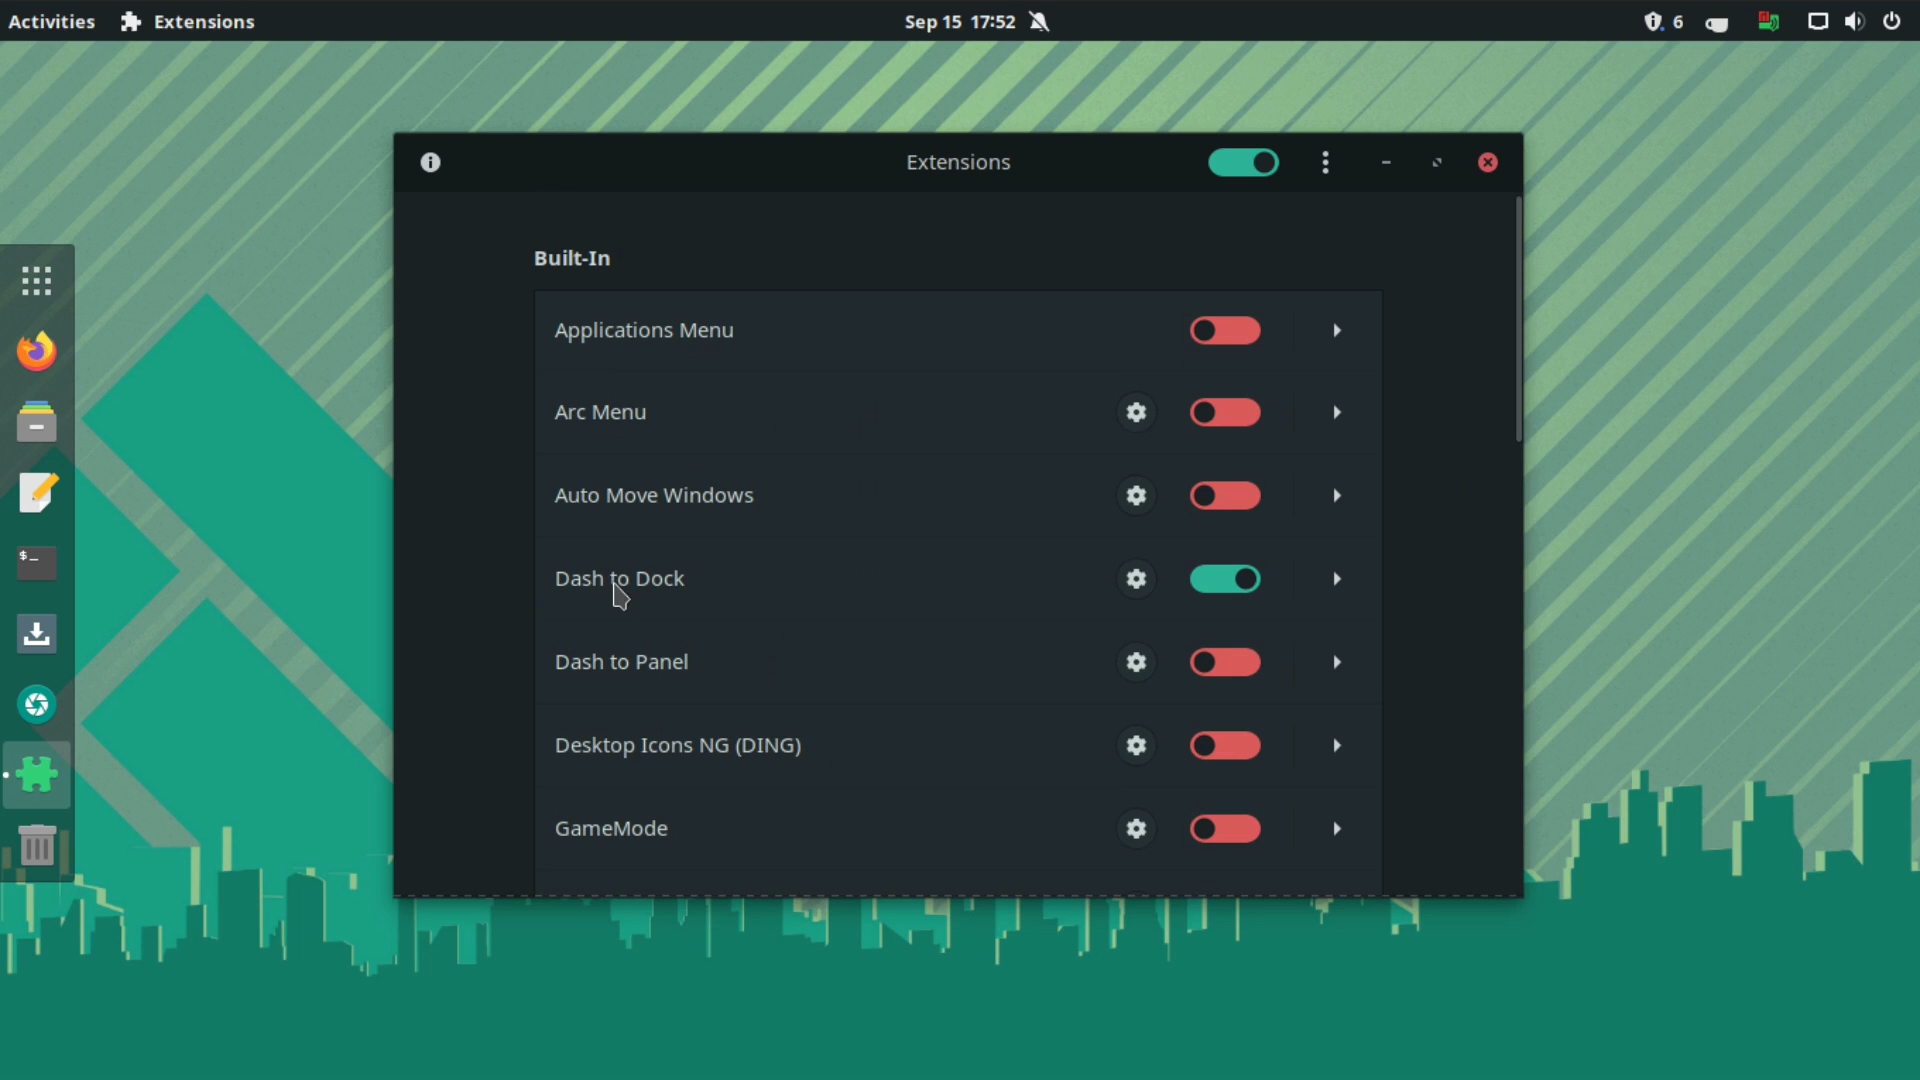 Activities Extensions Sep 15 17:52 6
Extensions
Built-In
Applications Menu
Arc Menu
Auto Move Windows
Dash to Dock
Dash to Panel
Desktop Icons NG (DING)
GameMode
$_